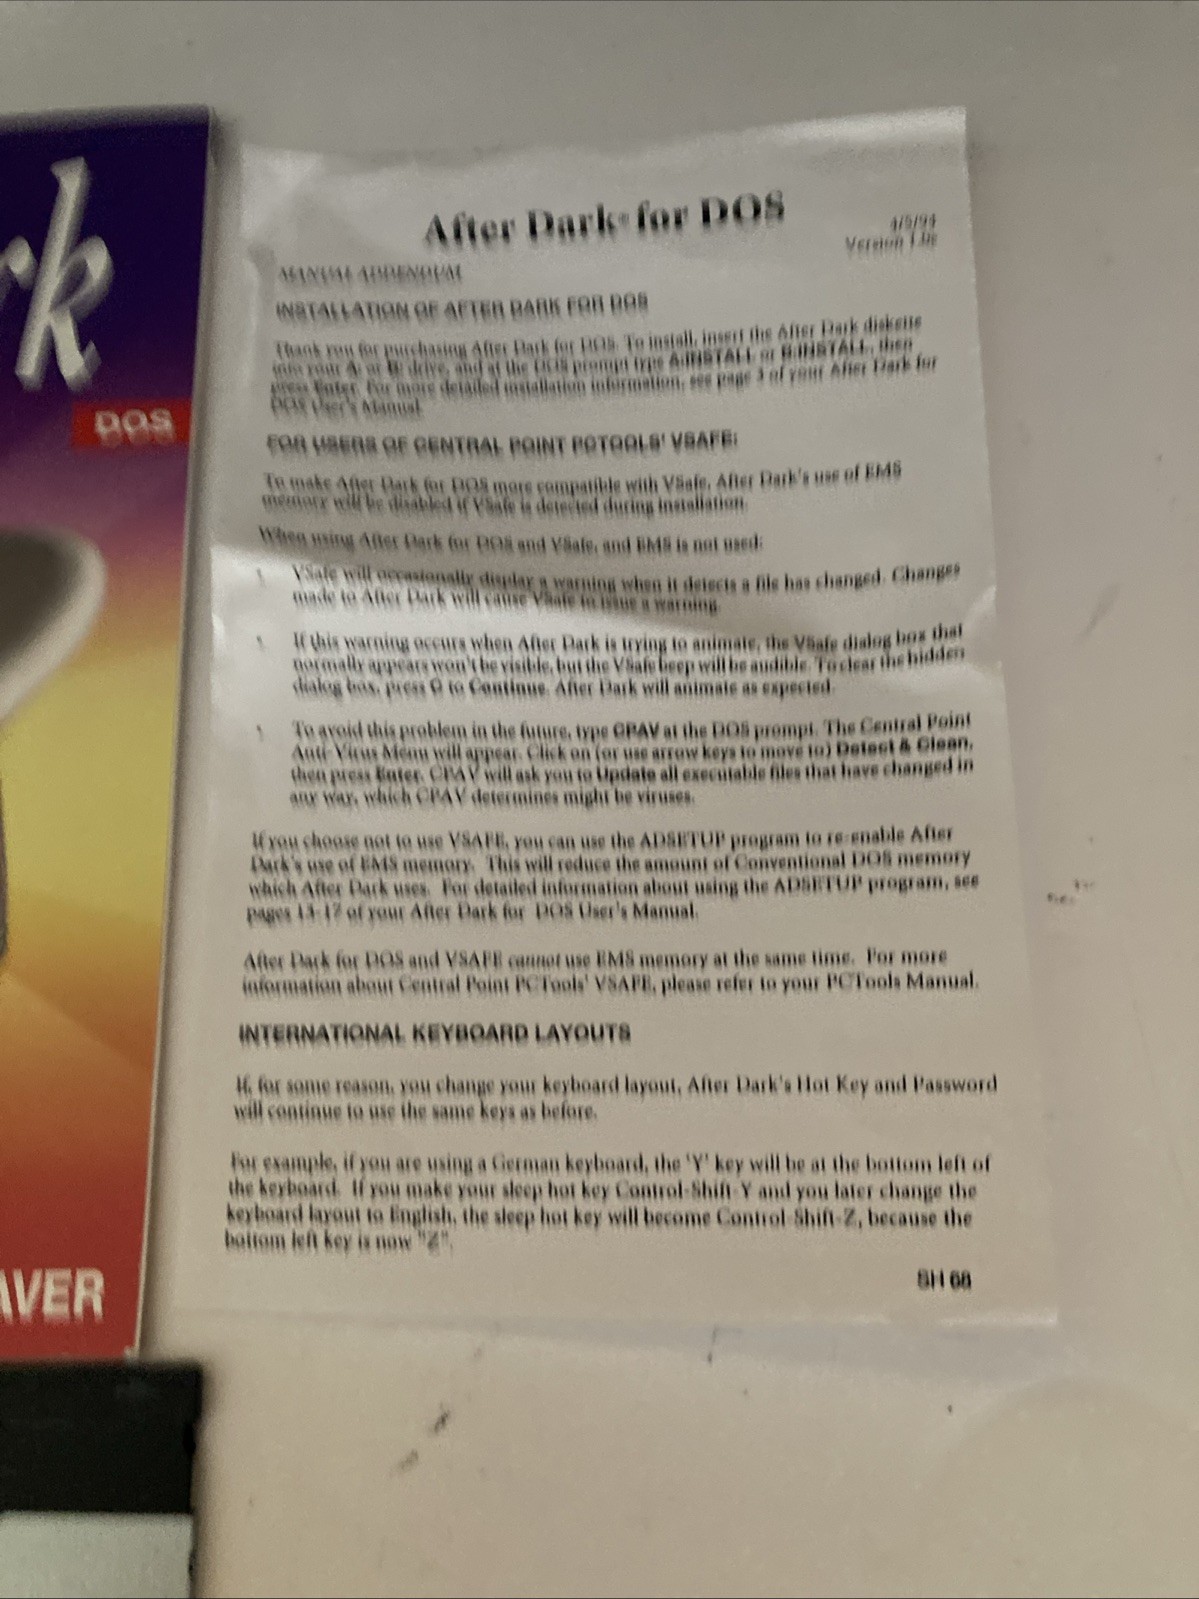 rk
DOS
AVER
After Dark® for DOS
4/5/94
Version 1.0e
MANUAL ADDENDUM
INSTALLATION OF AFTER DARK FOR DOS
Thank you for purchasing After Dark for DOS. To install, insert the After Dark diskette
into your A: or B: drive, and at the DOS prompt type A:INSTALL or B:INSTALL, then
press Enter. For more detailed installation information, see page 3 of your After Dark for
DOS User's Manual.
FOR USERS OF CENTRAL POINT PCTOOLS' VSAFE:
To make After Dark for DOS more compatible with VSafe, After Dark's use of EMS
memory will be disabled if VSafe is detected during installation.
When using After Dark for DOS and VSafe, and EMS is not used:
VSafe will occasionally display a warning when it detects a file has changed. Changes
made to After Dark will cause VSafe to issue a warning.
If this warning occurs when After Dark is trying to animate, the VSafe dialog box that
normally appears won't be visible, but the VSafe beep will be audible. To clear the hidden
dialog box, press C to Continue. After Dark will animate as expected.
To avoid this problem in the future, type CPAV at the DOS prompt. The Central Point
Anti-Virus Menu will appear. Click on (or use arrow keys to move to) Detect & Clean,
then press Enter. CPAV will ask you to Update all executable files that have changed in
any way, which CPAV determines might be viruses.
If you choose not to use VSAFE, you can use the ADSETUP program to re-enable After
Dark's use of EMS memory. This will reduce the amount of Conventional DOS memory
which After Dark uses. For detailed information about using the ADSETUP program, see
pages 13-17 of your After Dark for DOS User's Manual.
After Dark for DOS and VSAFE cannot use EMS memory at the same time. For more
information about Central Point PCTools' VSAFE, please refer to your PCTools Manual.
INTERNATIONAL KEYBOARD LAYOUTS
If, for some reason, you change your keyboard layout, After Dark's Hot Key and Password
will continue to use the same keys as before.
For example, if you are using a German keyboard, the 'Y' key will be at the bottom left of
the keyboard. If you make your sleep hot key Control-Shift-Y and you later change the
keyboard layout to English, the sleep hot key will become Control-Shift-Z, because the
bottom left key is now "Z".
SH 68